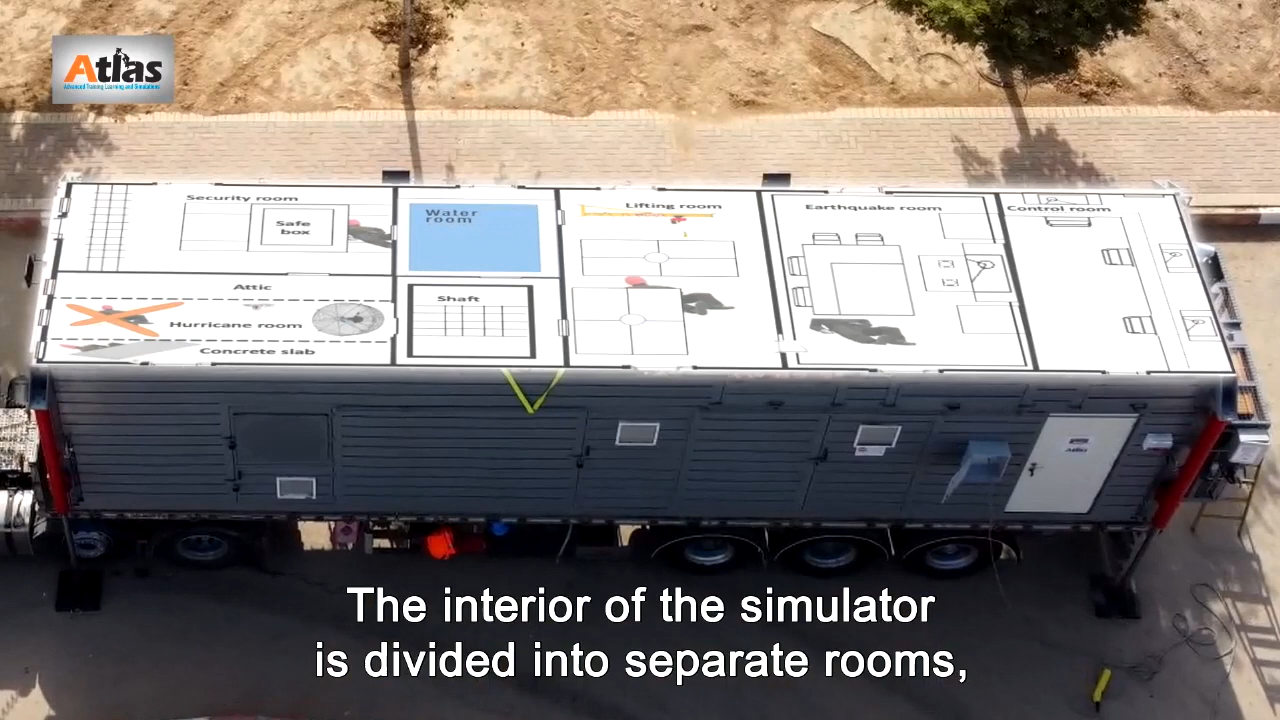 Atlas
Advanced Training Learning and Simulations
Security room
Safe
box
Water
room
Lifting room
Earthquake room
Control room
Attic
Shaft
Hurricane room
Concrete slab
The interior of the simulator
is divided into separate rooms,